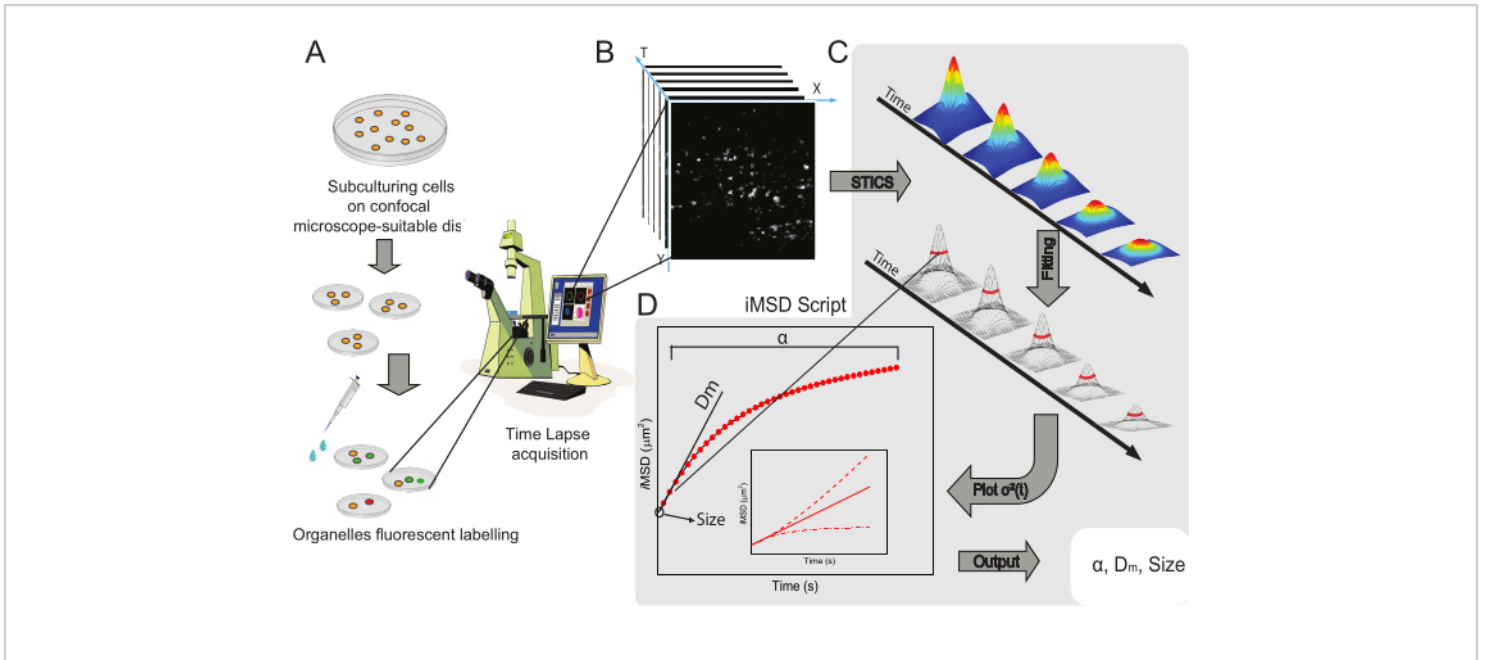 A
Subculturing cells
on confocal
microscope-suitable dis
Organelles fluorescent labelling
Time Lapse
acquisition
B
T
X
Y
STICS
C
Time
Fitting
Time
Plot σ²(t)
D
iMSD Script
α
Dm
Size
iMSD (μm²)
Time (s)
iMSD (μm²)
Time (s)
Output
α, Dm, Size